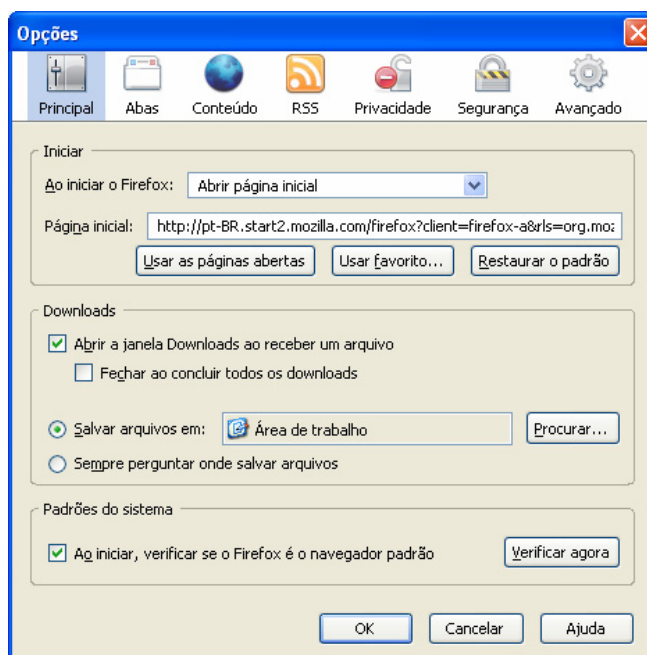 Opções
Principal Abas Conteúdo RSS Privacidade Segurança Avançado
Iniciar
Ao iniciar o Firefox: Abrir página inicial
Página inicial: http://pt-BR.start2.mozilla.com/firefox?client=firefox-a&rls=org.moz
Usar as páginas abertas Usar favorito... Restaurar o padrão
Downloads
Abrir a janela Downloads ao receber um arquivo
Fechar ao concluir todos os downloads
Salvar arquivos em: Área de trabalho Procurar...
Sempre perguntar onde salvar arquivos
Padrões do sistema
Ao iniciar, verificar se o Firefox é o navegador padrão Verificar agora
OK Cancelar Ajuda